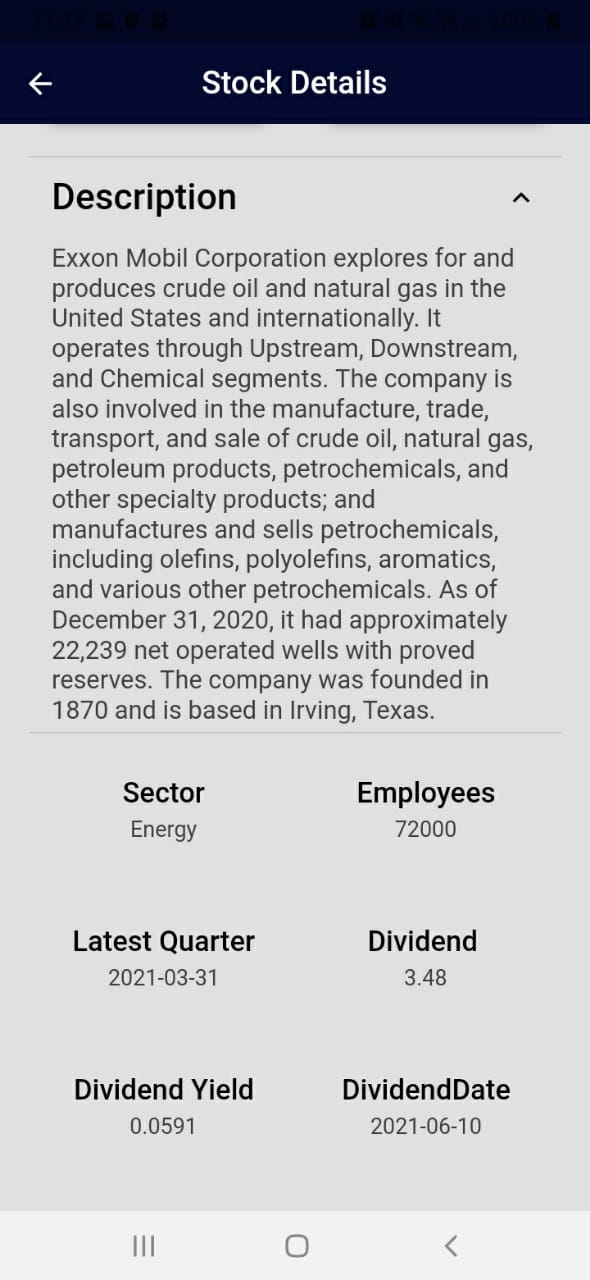 11:27
100%
Stock Details
Description
Exxon Mobil Corporation explores for and
produces crude oil and natural gas in the
United States and internationally. It
operates through Upstream, Downstream,
and Chemical segments. The company is
also involved in the manufacture, trade,
transport, and sale of crude oil, natural gas,
petroleum products, petrochemicals, and
other specialty products; and
manufactures and sells petrochemicals,
including olefins, polyolefins, aromatics,
and various other petrochemicals. As of
December 31, 2020, it had approximately
22,239 net operated wells with proved
reserves. The company was founded in
1870 and is based in Irving, Texas.
Sector
Employees
Energy
72000
Latest Quarter
Dividend
2021-03-31
3.48
Dividend Yield
DividendDate
0.0591
2021-06-10